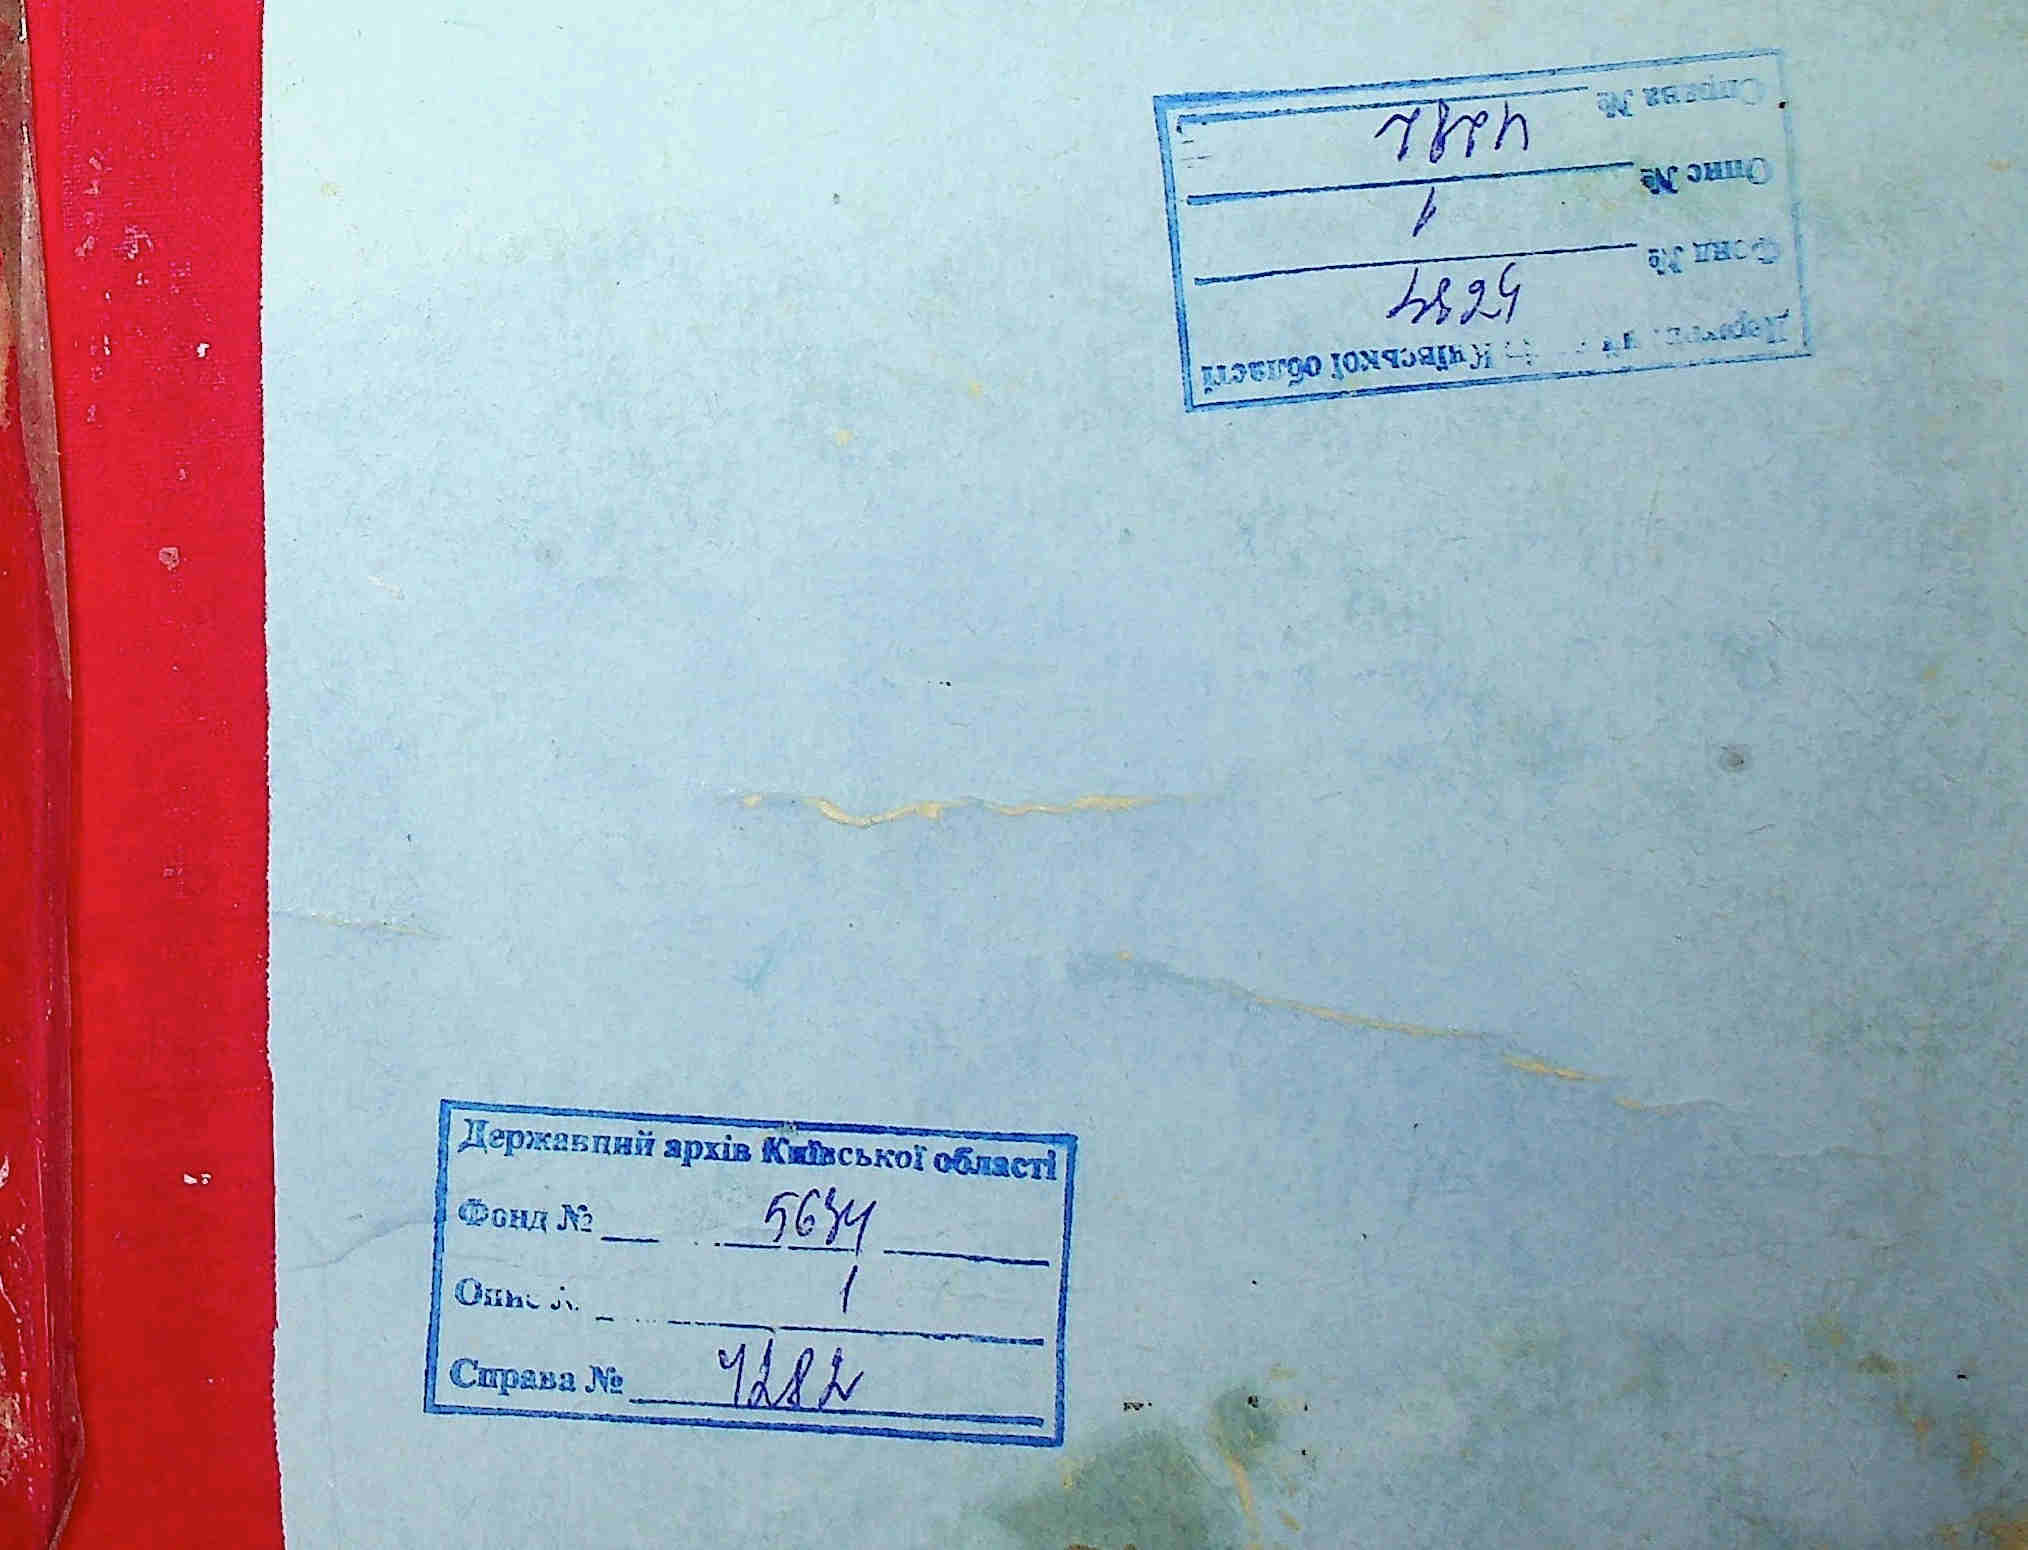 Справа № 4282
Опис № 1
Фонд № 5634
Київської області
Державний архів Київської області
Фонд № 5634
Опис № 1
Справа № 4282